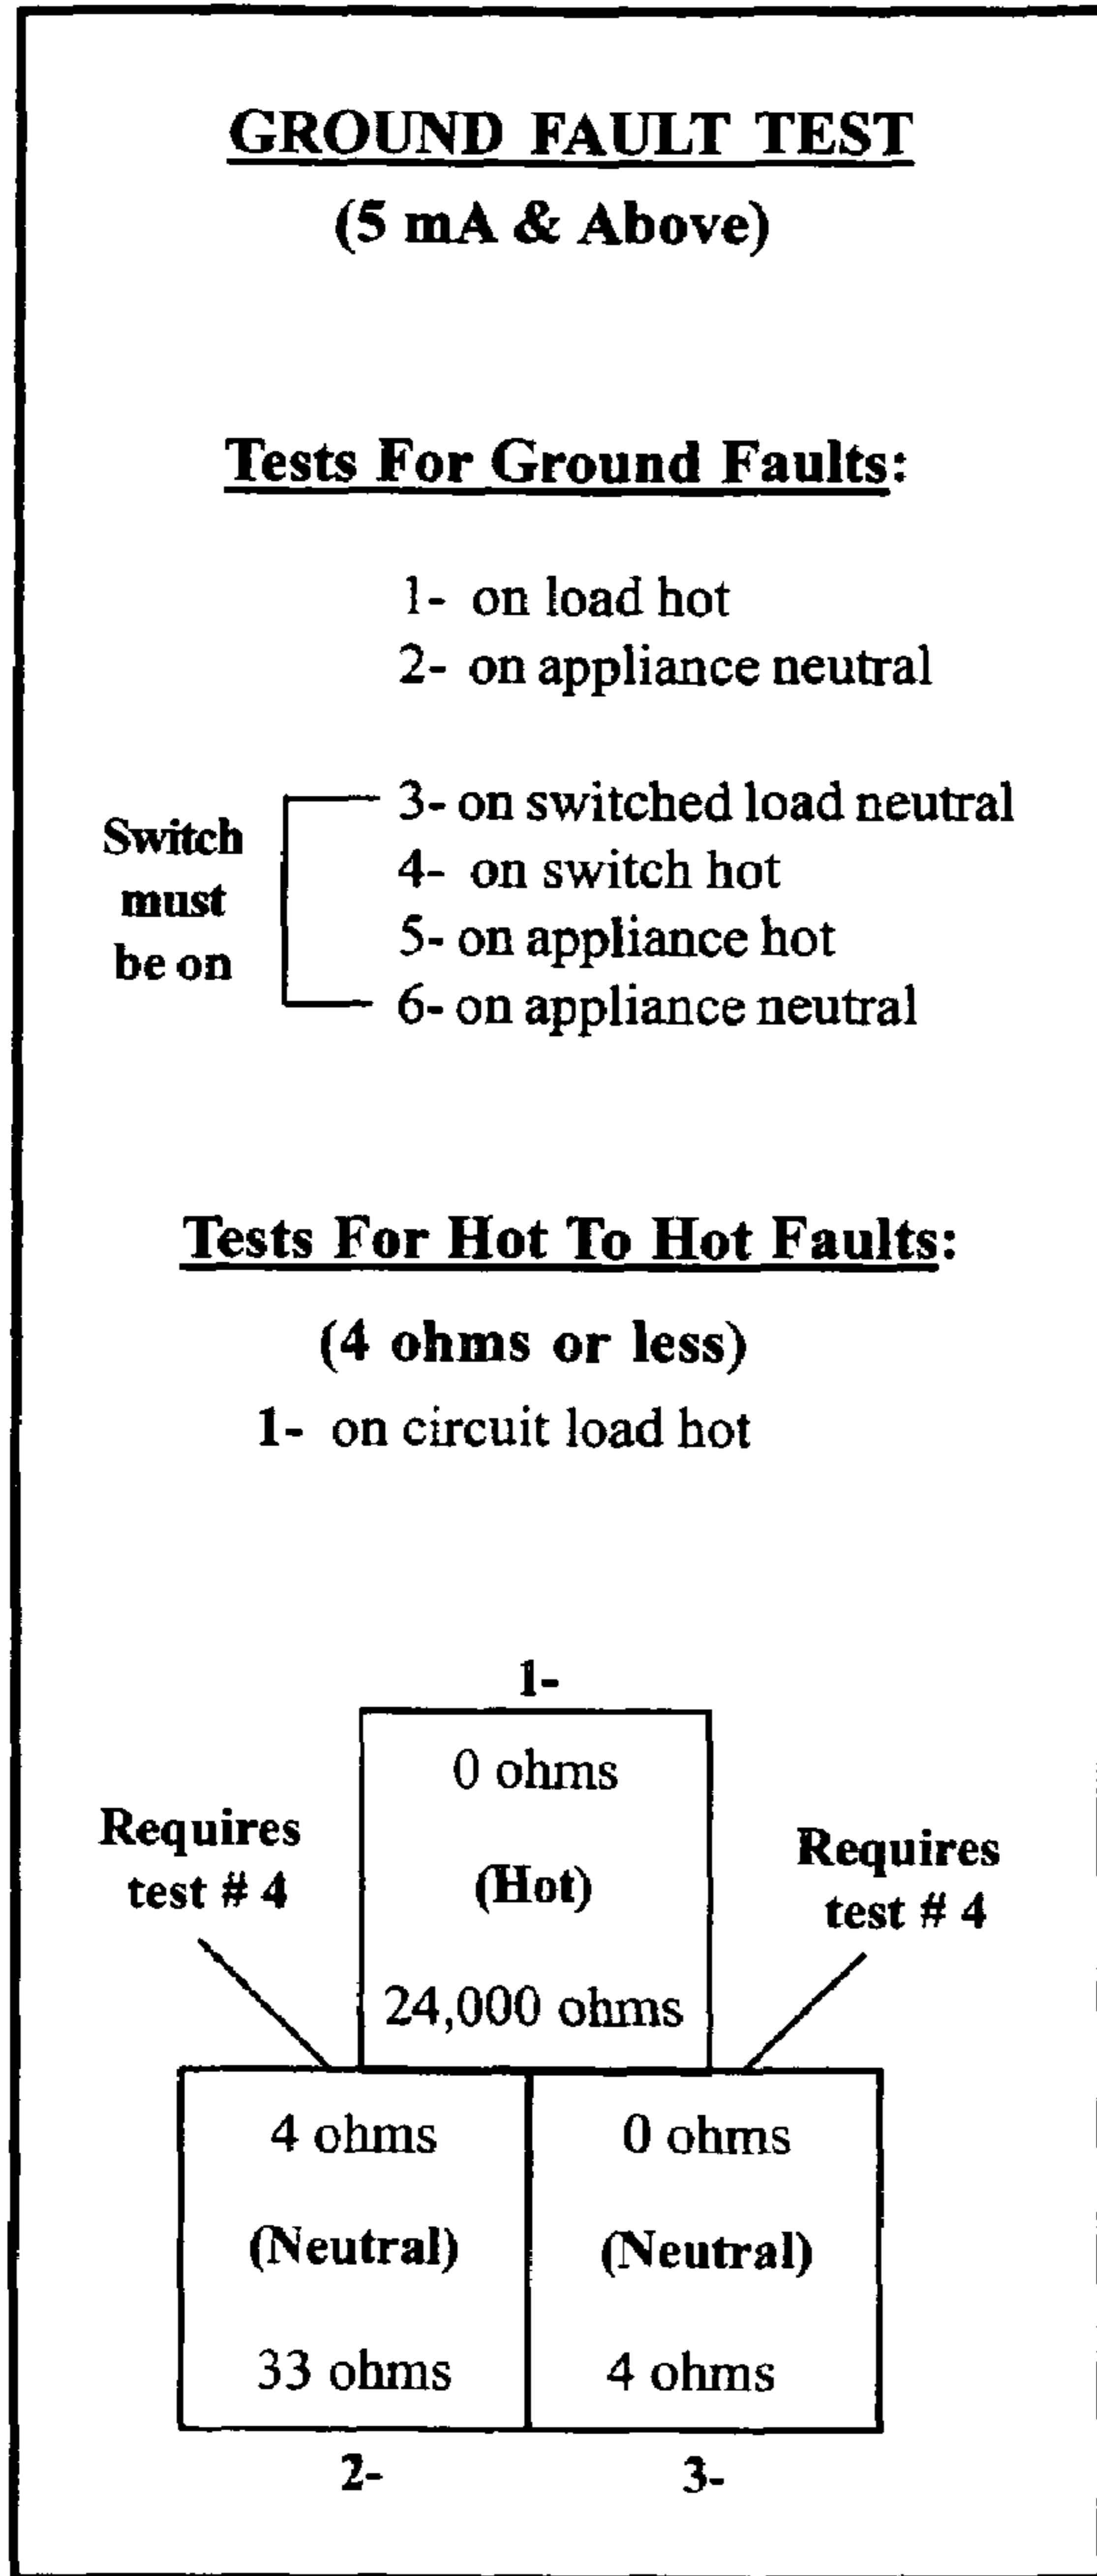 GROUND FAULT TEST
(5 mA & Above)
Tests For Ground Faults:
1- on load hot
2- on appliance neutral
Switch
must
be on
3- on switched load neutral
4- on switch hot
5- on appliance hot
6- on appliance neutral
Tests For Hot To Hot Faults:
(4 ohms or less)
1- on circuit load hot
1-
0 ohms
(Hot)
24,000 ohms
Requires
test # 4
Requires
test # 4
4 ohms
(Neutral)
33 ohms
0 ohms
(Neutral)
4 ohms
2-
3-